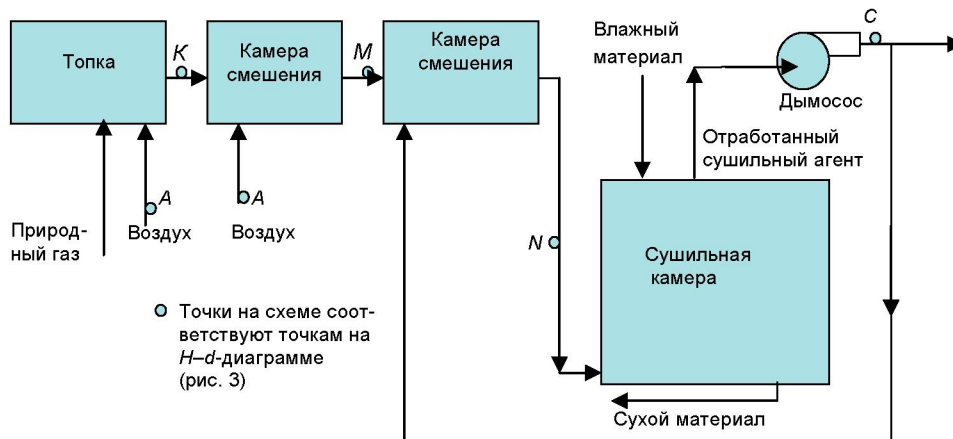 Топка
К
Камера
смешения
М
Камера
смешения
Влажный
материал
С
Дымосос
Отработанный
сушильный агент
А
А
Природ-
ный газ
Воздух
Воздух
N
Сушильная
камера
Точки на схеме соот-
ветствуют точкам на
H–d-диаграмме
(рис. 3)
Сухой материал